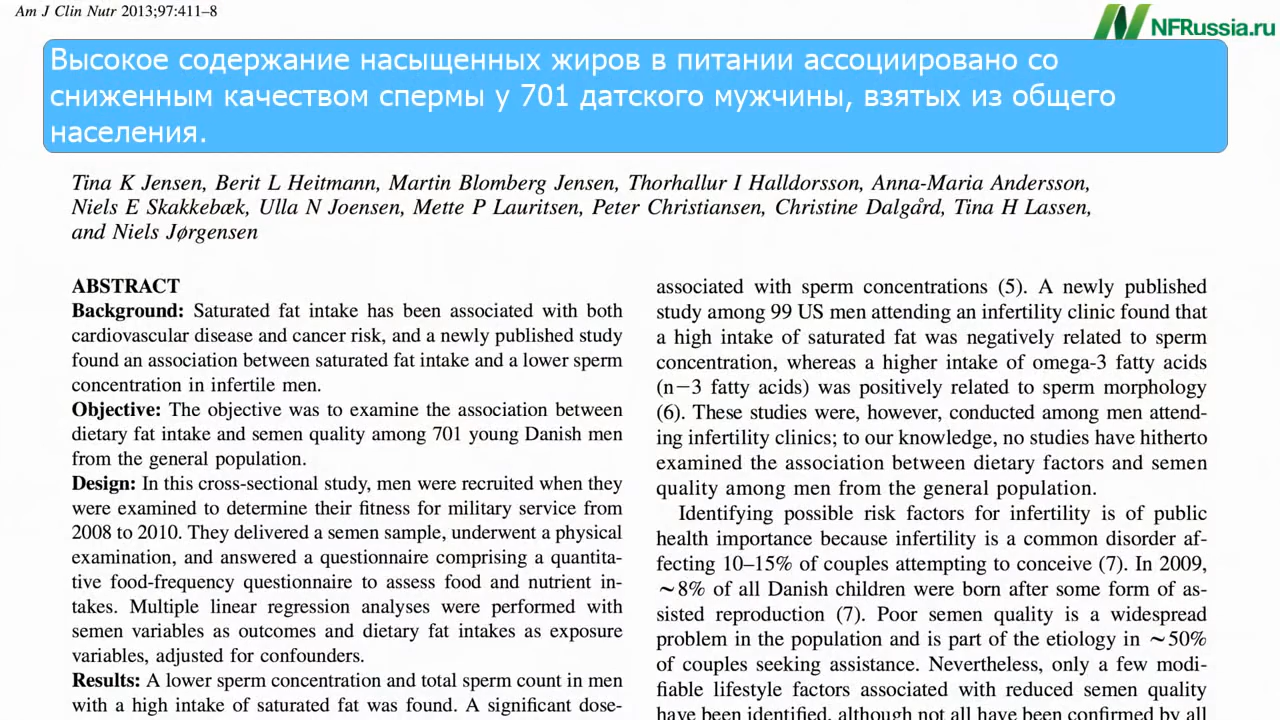 Am J Clin Nutr 2013;97:411–8
NFRussia.ru
Высокое содержание насыщенных жиров в питании ассоциировано со
сниженным качеством спермы у 701 датского мужчины, взятых из общего
населения.
Tina K Jensen, Berit L Heitmann, Martin Blomberg Jensen, Thorhallur I Halldorsson, Anna-Maria Andersson,
Niels E Skakkebæk, Ulla N Joensen, Mette P Lauritsen, Peter Christiansen, Christine Dalgård, Tina H Lassen,
and Niels Jørgensen
ABSTRACT
Background: Saturated fat intake has been associated with both
cardiovascular disease and cancer risk, and a newly published study
found an association between saturated fat intake and a lower sperm
concentration in infertile men.
Objective: The objective was to examine the association between
dietary fat intake and semen quality among 701 young Danish men
from the general population.
Design: In this cross-sectional study, men were recruited when they
were examined to determine their fitness for military service from
2008 to 2010. They delivered a semen sample, underwent a physical
examination, and answered a questionnaire comprising a quantita-
tive food-frequency questionnaire to assess food and nutrient in-
takes. Multiple linear regression analyses were performed with
semen variables as outcomes and dietary fat intakes as exposure
variables, adjusted for confounders.
Results: A lower sperm concentration and total sperm count in men
with a high intake of saturated fat was found. A significant dose-
associated with sperm concentrations (5). A newly published
study among 99 US men attending an infertility clinic found that
a high intake of saturated fat was negatively related to sperm
concentration, whereas a higher intake of omega-3 fatty acids
(n−3 fatty acids) was positively related to sperm morphology
(6). These studies were, however, conducted among men attend-
ing infertility clinics; to our knowledge, no studies have hitherto
examined the association between dietary factors and semen
quality among men from the general population.
Identifying possible risk factors for infertility is of public
health importance because infertility is a common disorder af-
fecting 10–15% of couples attempting to conceive (7). In 2009,
~8% of all Danish children were born after some form of as-
sisted reproduction (7). Poor semen quality is a widespread
problem in the population and is part of the etiology in ~50%
of couples seeking assistance. Nevertheless, only a few modi-
fiable lifestyle factors associated with reduced semen quality
have been identified, although not all have been confirmed by all